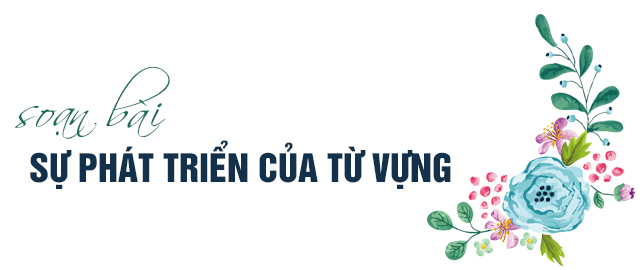 soạn bài
SỰ PHÁT TRIỂN CỦA TỪ VỰNG